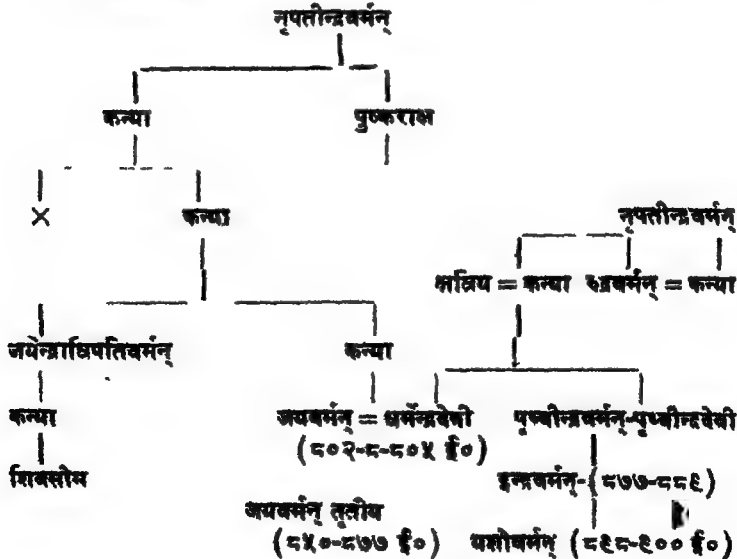 नृपतीन्द्रवर्मन्
कन्या पुष्कराक्ष
× कन्या नृपतीन्द्रवर्मन्
क्षत्रिय = कन्या रुद्रवर्मन् = कन्या
जयेन्द्राधिपतिवर्मन् कन्या
कन्या जयवर्मन् = धर्मेन्द्रदेवी पृथ्वीन्द्रवर्मन्-पृथ्वीन्द्रदेवी
(८०२-८-८०५ ई०)
शिवसोम इन्द्रवर्मन्-(८७७-८८९)
जयवर्मन् तृतीय
(८५०-८७७ ई०) यशोवर्मन् (८९८-९०० ई०)